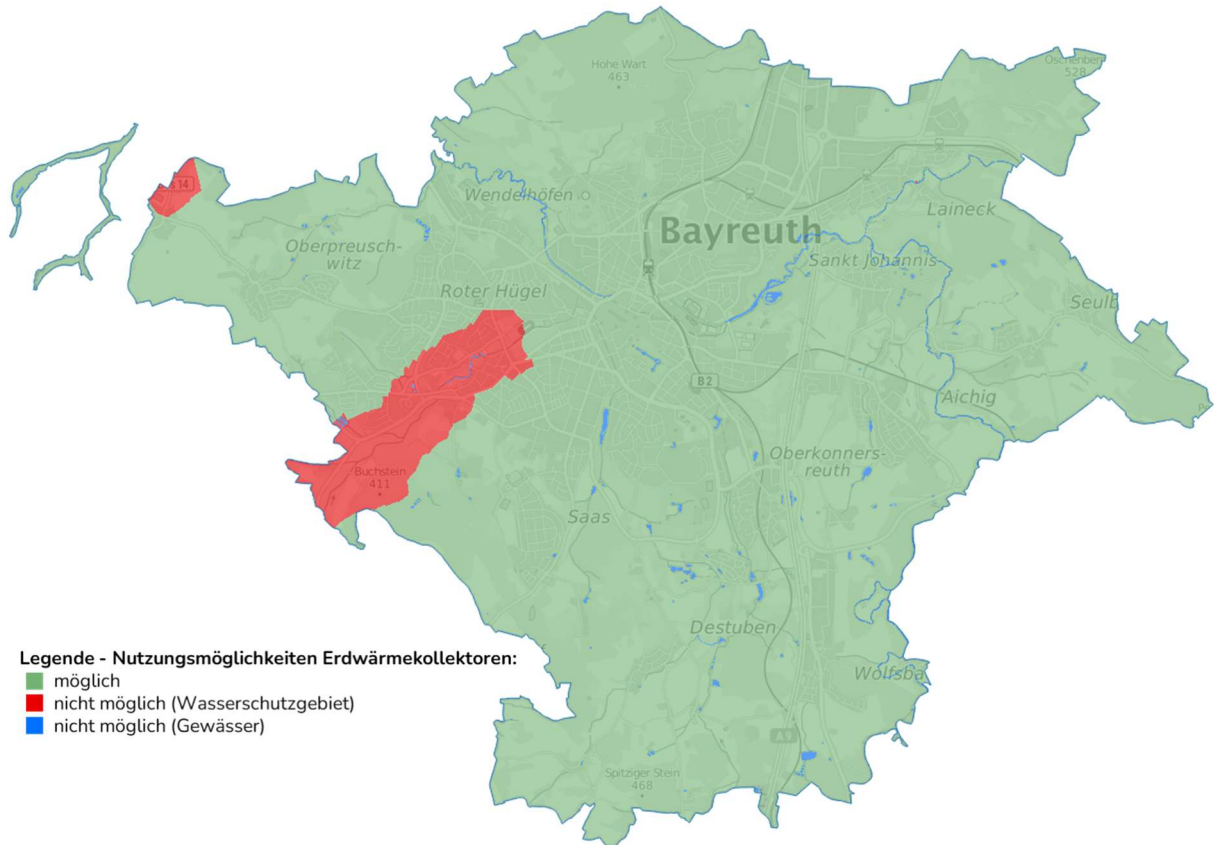 Hohe Wart
463
Oschenberg
528
14
Wendelhöfen
Laineck
Bayreuth
Oberpreusch-
witz
Sankt Johannis
Roter Hügel
Seulb
B2
Aichig
Oberkonners-
reuth
Buchstein
411
Saas
Destuben
Legende - Nutzungsmöglichkeiten Erdwärmekollektoren:
möglich
nicht möglich (Wasserschutzgebiet)
nicht möglich (Gewässer)
Wolfsba
A9
Spitziger Stein
468